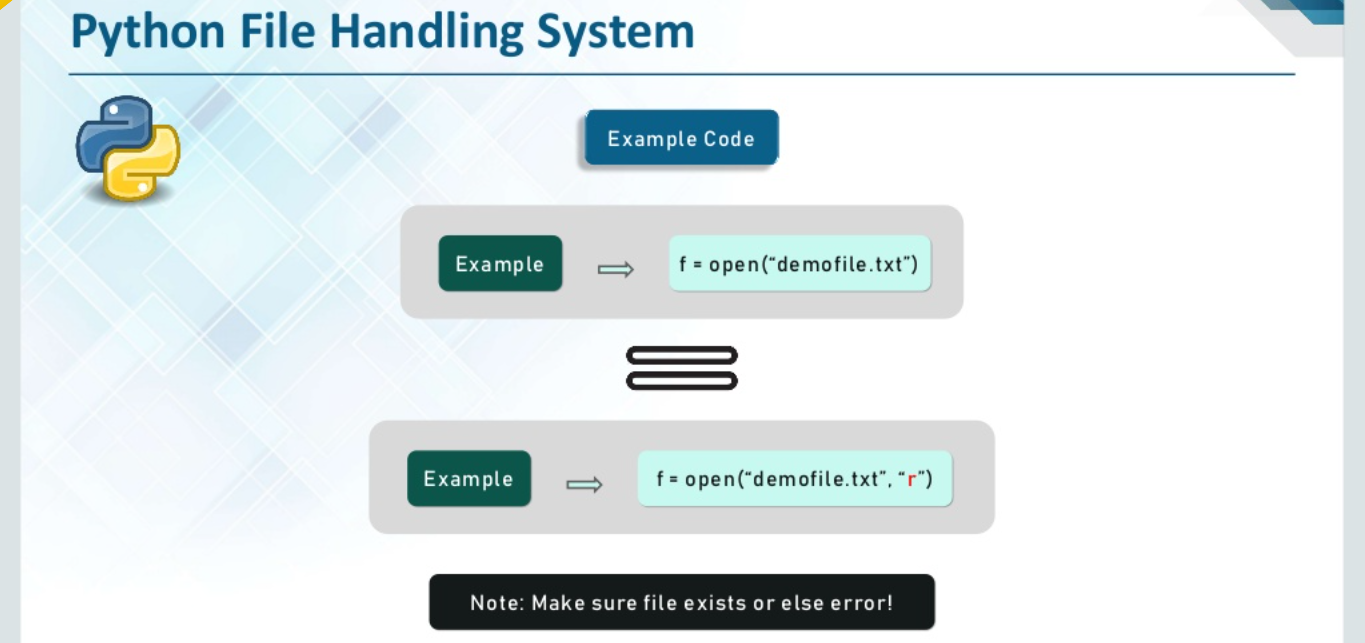 Python File Handling System
Example Code
Example
f = open(“demofile.txt”)
Example
f = open(“demofile.txt”, “r”)
Note: Make sure file exists or else error!